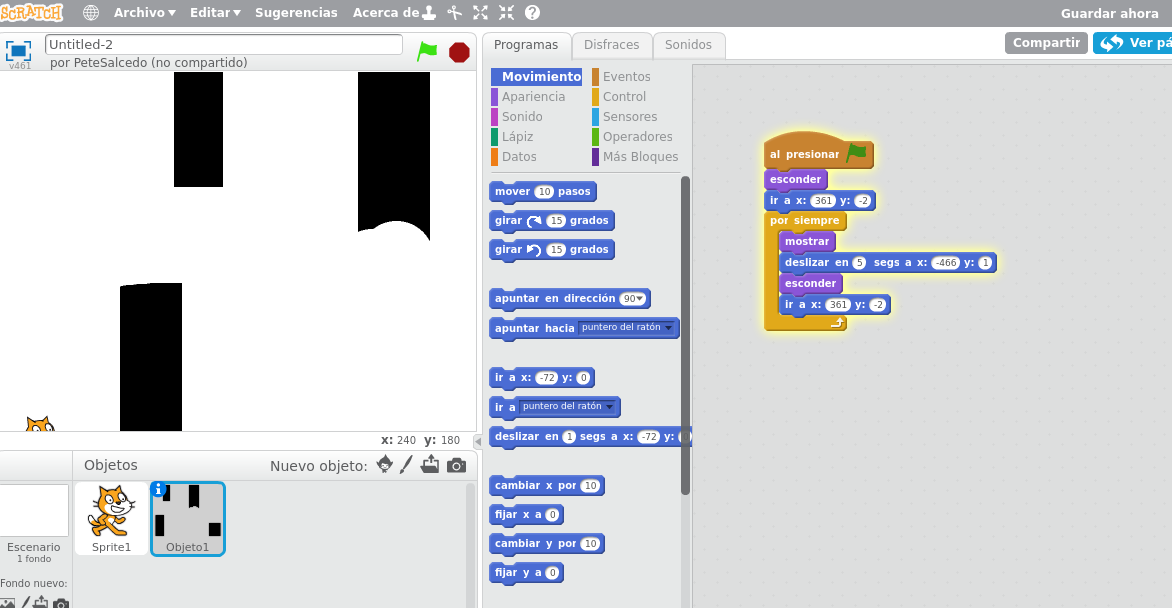 SCRATCH
Archivo Editar Sugerencias Acerca de
Guardar ahora
Untitled-2
por PeteSalcedo (no compartido)
v461
Programas Disfraces Sonidos
Compartir
Ver pá
Movimiento
Apariencia
Sonido
Lápiz
Datos
Eventos
Control
Sensores
Operadores
Más Bloques
mover 10 pasos
girar 15 grados
girar 15 grados
apuntar en dirección 90
apuntar hacia puntero del ratón
ir a x: -72 y: 0
ir a puntero del ratón
deslizar en 1 segs a x: -72 y:
cambiar x por 10
fijar x a 0
cambiar y por 10
fijar y a 0
al presionar
esconder
ir a x: 361 y: -2
por siempre
mostrar
deslizar en 5 segs a x: -466 y: 1
esconder
ir a x: 361 y: -2
x: 240 y: 180
Objetos
Nuevo objeto:
Sprite1
Objeto1
Escenario
1 fondo
Fondo nuevo: